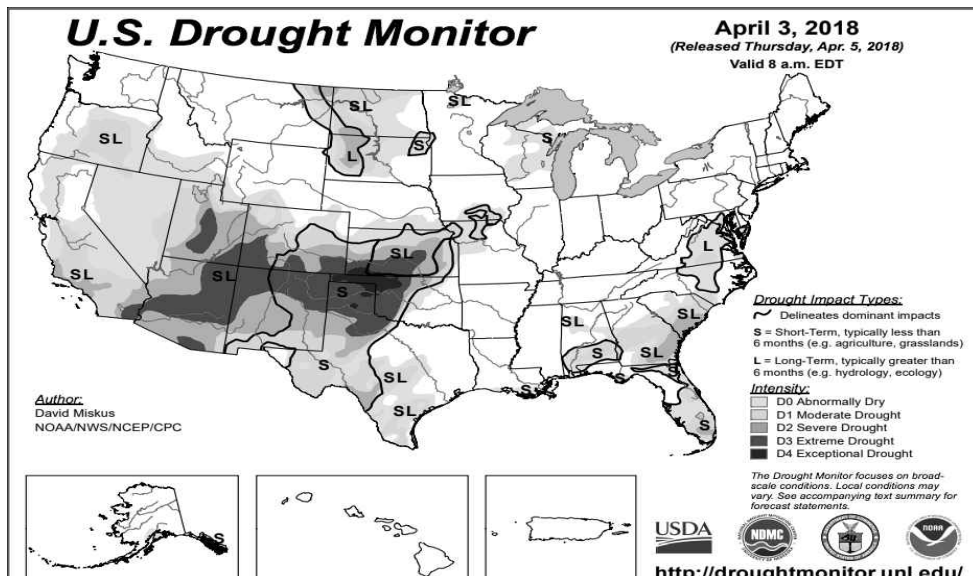 U.S. Drought Monitor
April 3, 2018
(Released Thursday, Apr. 5, 2018)
Valid 8 a.m. EDT
SL
SL
SL
S
SL
L
S
SL
SL
SL
S
L
S
SL
SL
SL
S
SL
SL
S
S
S
S
S
Drought Impact Types:
Delineates dominant impacts
S = Short-Term, typically less than
6 months (e.g. agriculture, grasslands)
L = Long-Term, typically greater than
6 months (e.g. hydrology, ecology)
Intensity:
D0 Abnormally Dry
D1 Moderate Drought
D2 Severe Drought
D3 Extreme Drought
D4 Exceptional Drought
Author:
David Miskus
NOAA/NWS/NCEP/CPC
The Drought Monitor focuses on broad-
scale conditions. Local conditions may
vary. See accompanying text summary for
forecast statements.
S
USDA
NDMC
NOAA
http://droughtmonitor.unl.edu/